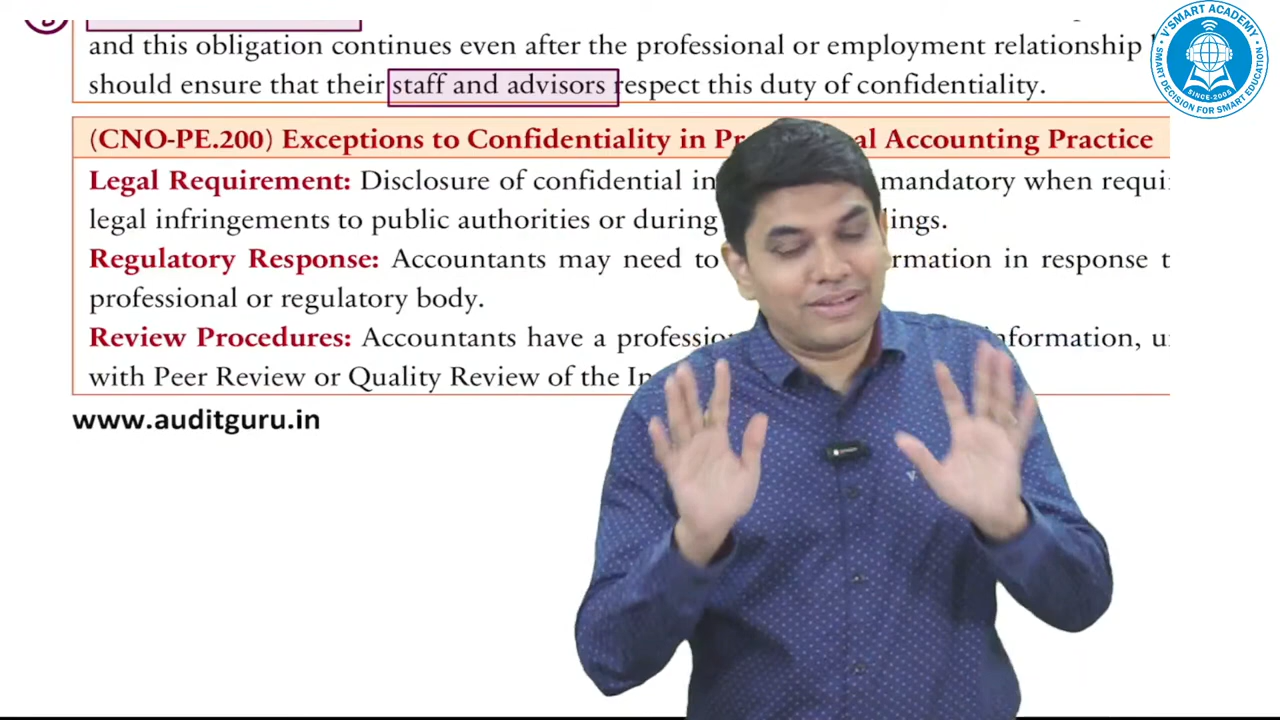 and this obligation continues even after the professional or employment relationship
should ensure that their staff and advisors respect this duty of confidentiality.
(CNO-PE.200) Exceptions to Confidentiality in Pr al Accounting Practice
Legal Requirement: Disclosure of confidential in mandatory when requi
legal infringements to public authorities or during lings.
Regulatory Response: Accountants may need to rmation in response t
professional or regulatory body.
Review Procedures: Accountants have a profession nformation, u
with Peer Review or Quality Review of the In
www.auditguru.in
V'SMART ACADEMY
SINCE-2005
SMART DECISION FOR SMART EDUCATION